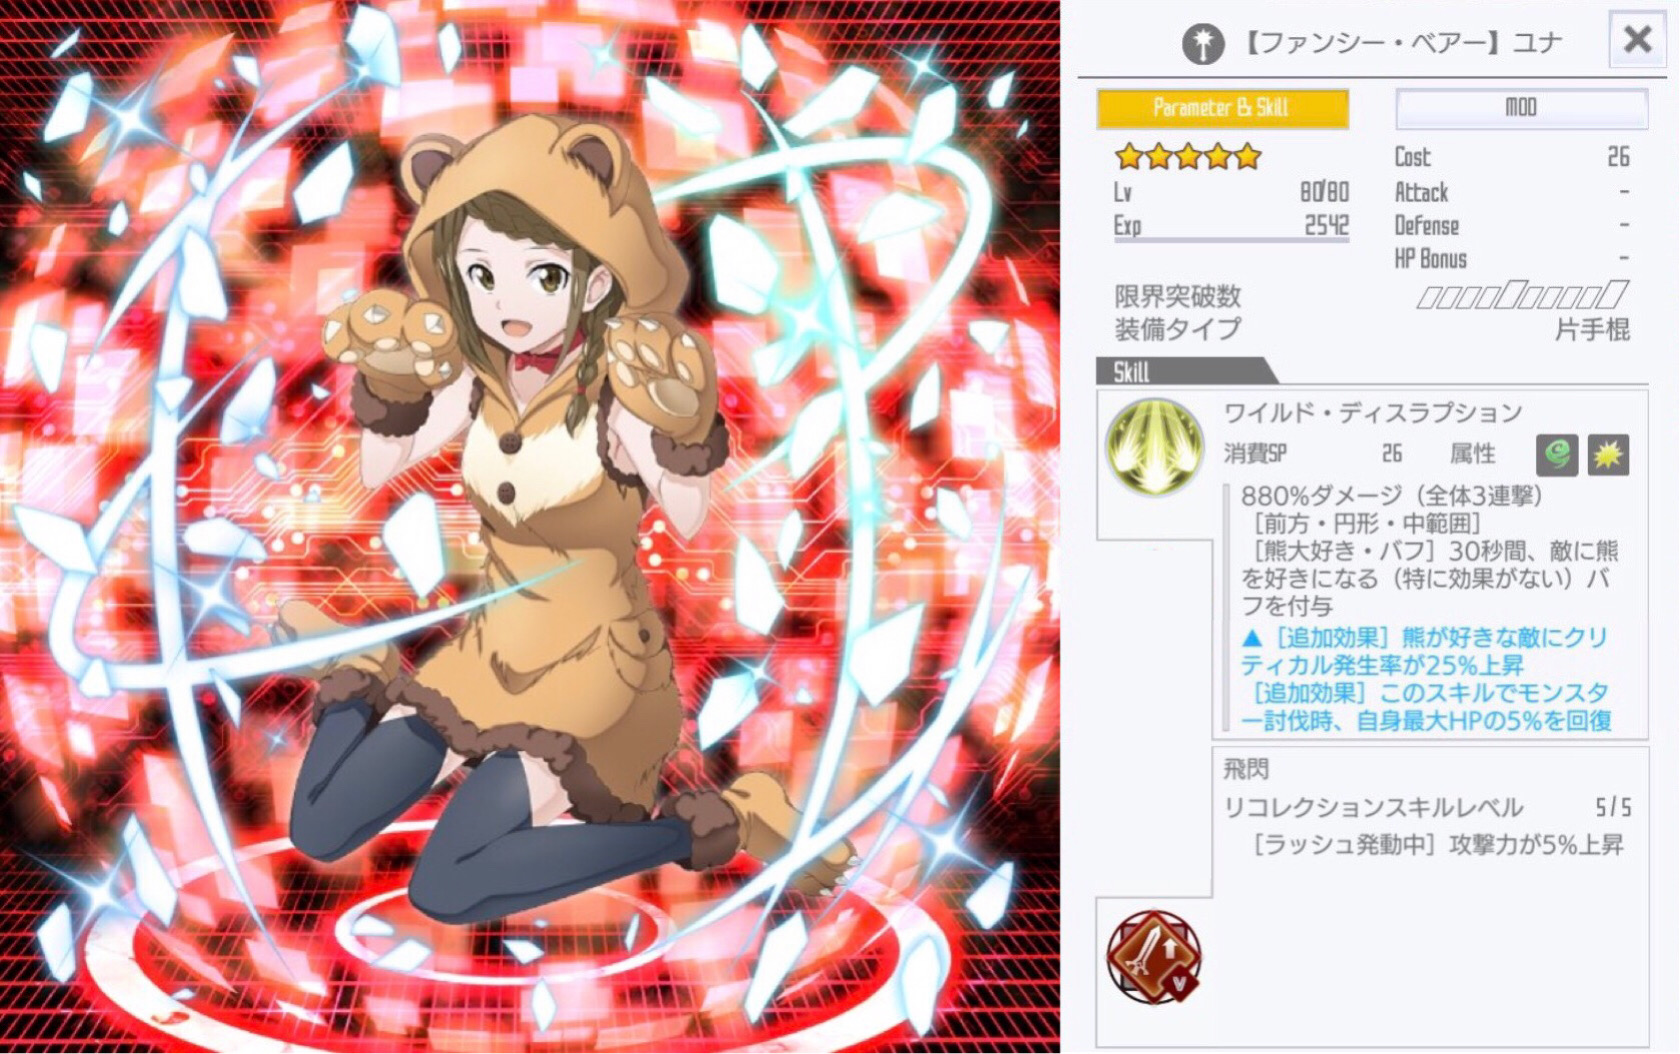 【ファンシー・ベアー】ユナ
Parameter & Skill
MOD
Cost 26
Lv 80/80
Attack -
Exp 2542
Defense -
HP Bonus -
限界突破数
装備タイプ 片手棍
Skill
ワイルド・ディスラプション
消費SP 26 属性
880%ダメージ（全体3連撃）
［前方・円形・中範囲］
［熊大好き・バフ］30秒間、敵に熊
を好きになる（特に効果がない）バ
フを付与
▲［追加効果］熊が好きな敵にクリ
ティカル発生率が25%上昇
［追加効果］このスキルでモンスタ
ー討伐時、自身最大HPの5%を回復
飛閃
リコレクションスキルレベル 5/5
［ラッシュ発動中］攻撃力が5%上昇
V